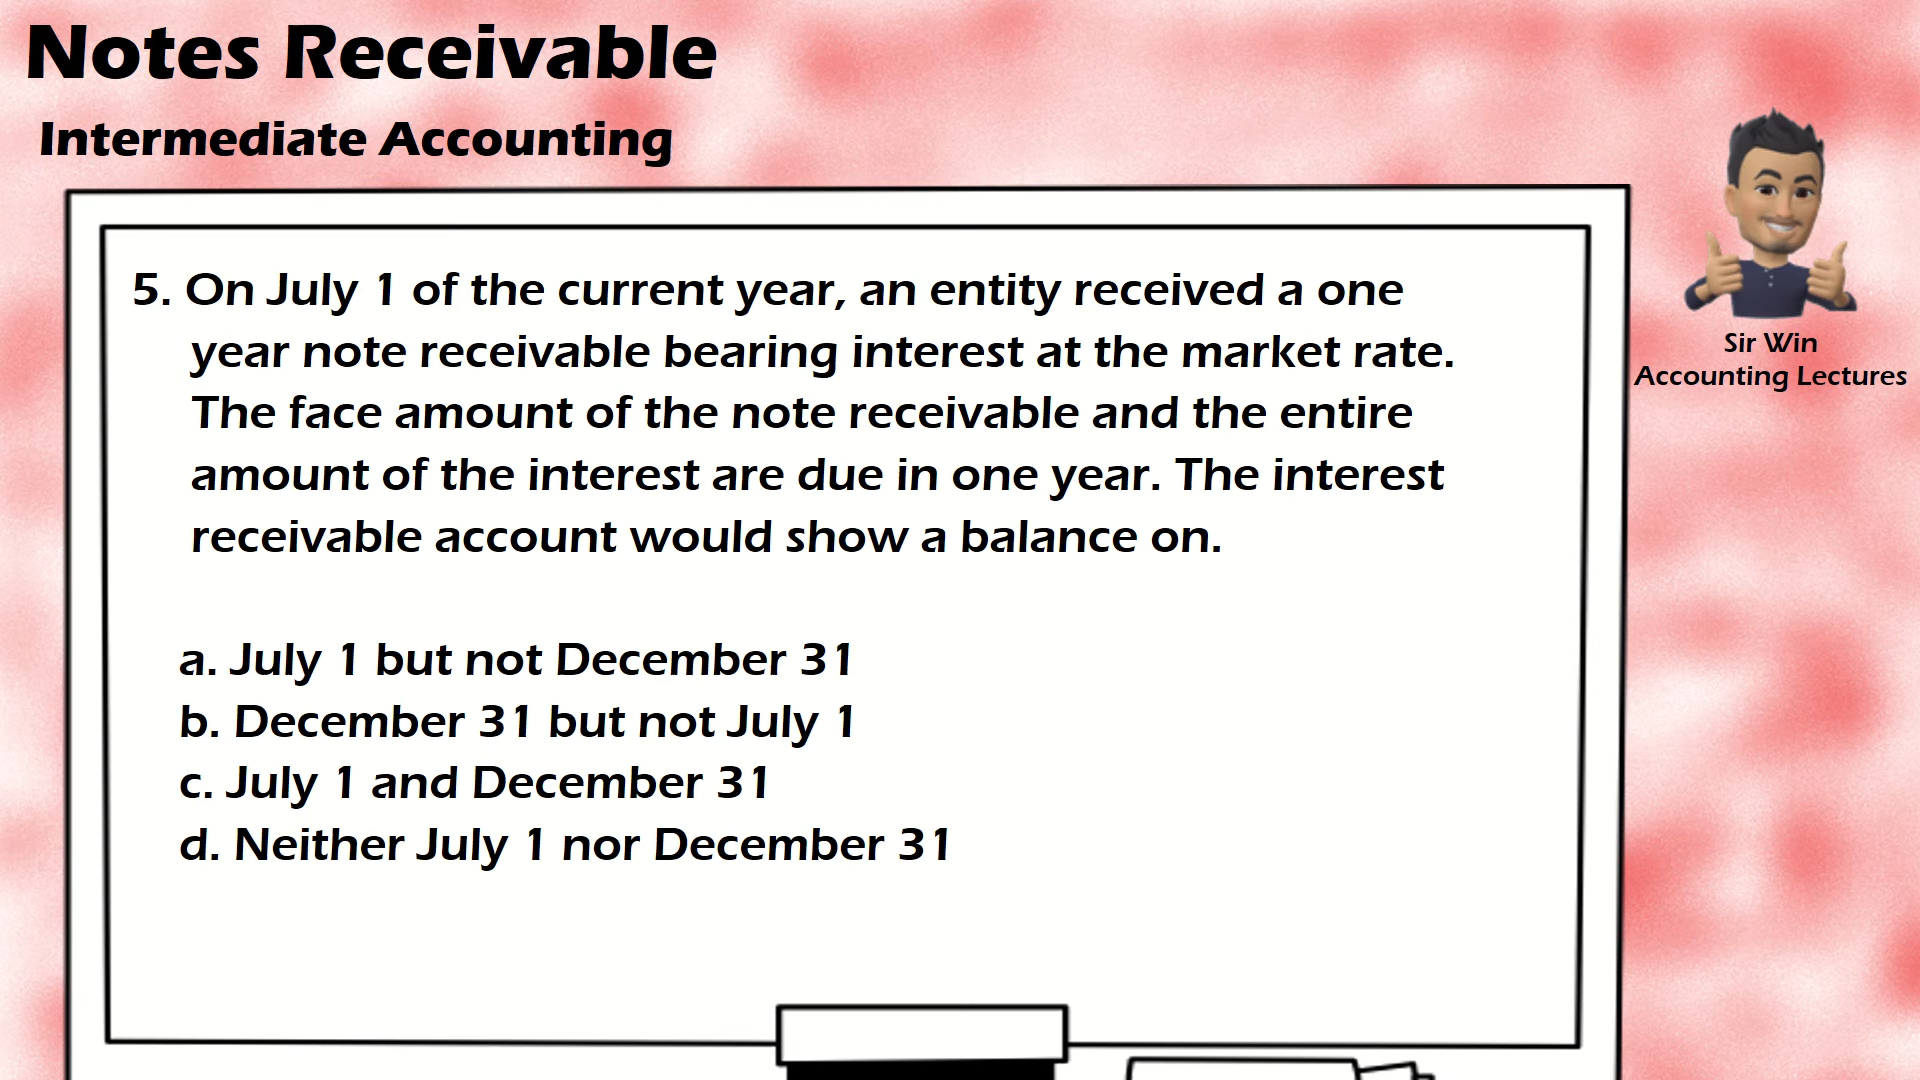 Notes Receivable
Intermediate Accounting
Sir Win
Accounting Lectures
5. On July 1 of the current year, an entity received a one
year note receivable bearing interest at the market rate.
The face amount of the note receivable and the entire
amount of the interest are due in one year. The interest
receivable account would show a balance on.
a. July 1 but not December 31
b. December 31 but not July 1
c. July 1 and December 31
d. Neither July 1 nor December 31